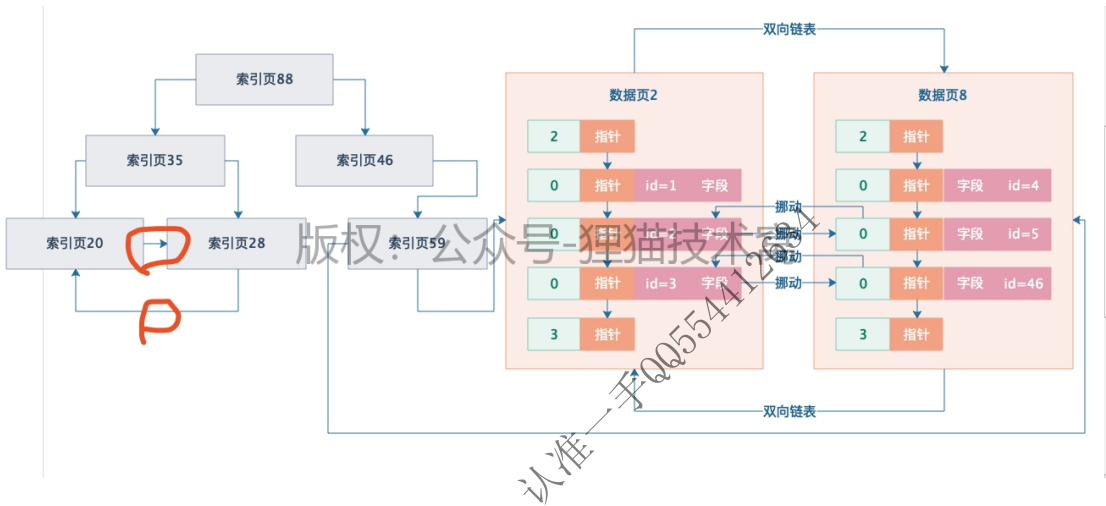 双向链表
索引页88
索引页35
索引页46
索引页20
索引页28
索引页59
数据页2
2 指针
0 指针 id=1 字段
0 指针 id=2 字段
0 指针 id=3 字段
3 指针
挪动
挪动
挪动
挪动
数据页8
2 指针
0 指针 字段 id=4
0 指针 字段 id=5
0 指针 字段 id=46
3 指针
双向链表
版权：公众号-狸猫技术窝
认准一手